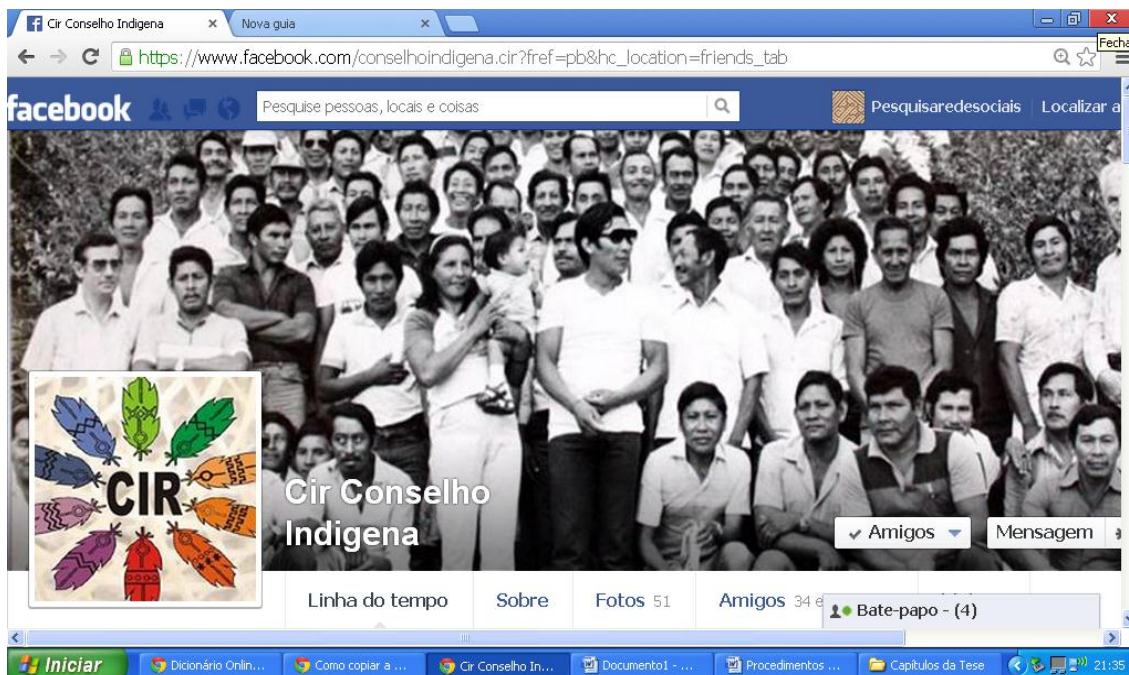 Cir Conselho Indigena
Nova guia
Fecha
https://www.facebook.com/conselhoindigena.cir?fref=pb&hc_location=friends_tab
facebook
Pesquise pessoas, locais e coisas
Pesquisaredesociais
Localizar a
CIR
Cir Conselho
Indigena
Amigos
Mensagem
Linha do tempo
Sobre
Fotos 51
Amigos 34 e
Bate-papo - (4)
Iniciar
Dicionário Onlin...
Como copiar a ...
Cir Conselho In...
Documento1 - ...
Procedimentos ...
Capítulos da Tese
21:35